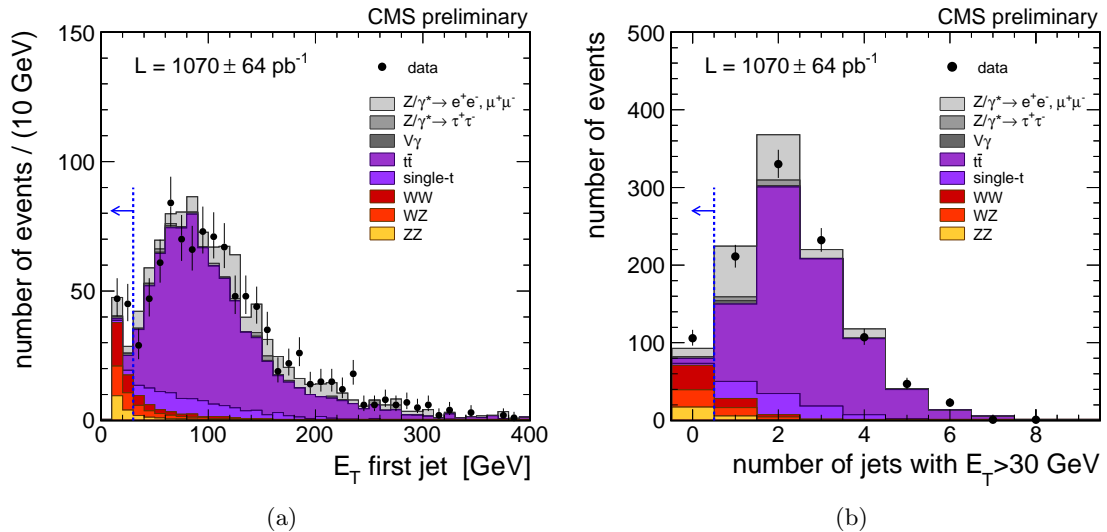 CMS preliminary
number of events / (10 GeV)
150
100
50
0
L = 1070 ± 64 pb⁻¹
data
Z/γ*→ e⁺e⁻, μ⁺μ⁻
Z/γ*→ τ⁺τ⁻
Vγ
tt̄
single-t
WW
WZ
ZZ
0 100 200 300 400
E_T first jet [GeV]
(a)
CMS preliminary
number of events
500
400
300
200
100
0
L = 1070 ± 64 pb⁻¹
data
Z/γ*→ e⁺e⁻, μ⁺μ⁻
Z/γ*→ τ⁺τ⁻
Vγ
tt̄
single-t
WW
WZ
ZZ
0 2 4 6 8
number of jets with E_T>30 GeV
(b)